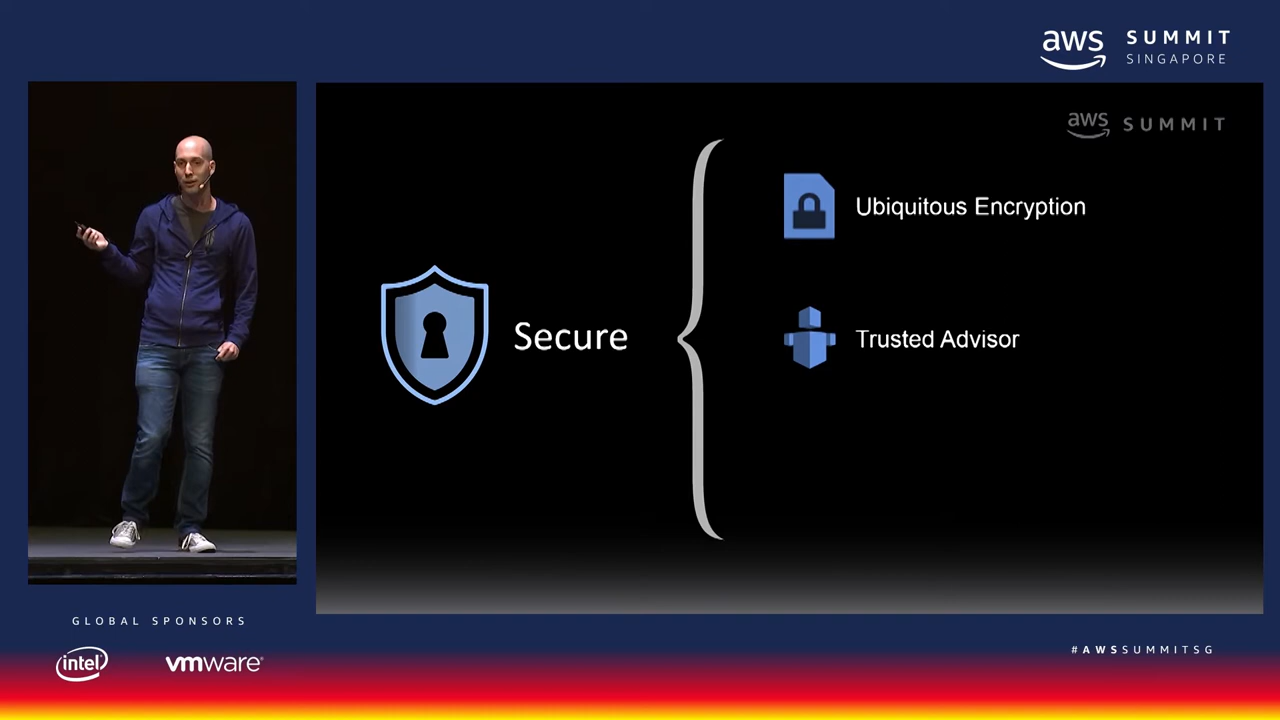 aws SUMMIT
SINGAPORE
aws SUMMIT
Ubiquitous Encryption
Secure
Trusted Advisor
GLOBAL SPONSORS
intel vmware®
#AWSSUMMITSG